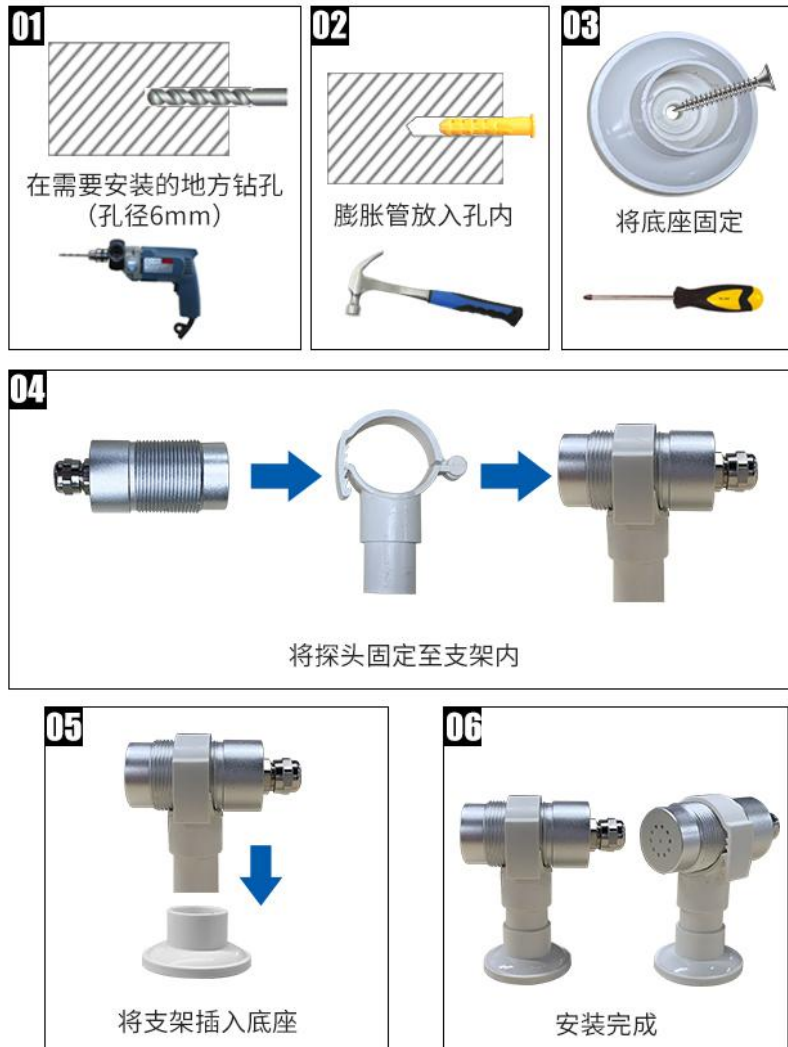 01
在需要安装的地方钻孔
（孔径6mm）
02
膨胀管放入孔内
03
将底座固定
04
将探头固定至支架内
05
将支架插入底座
06
安装完成